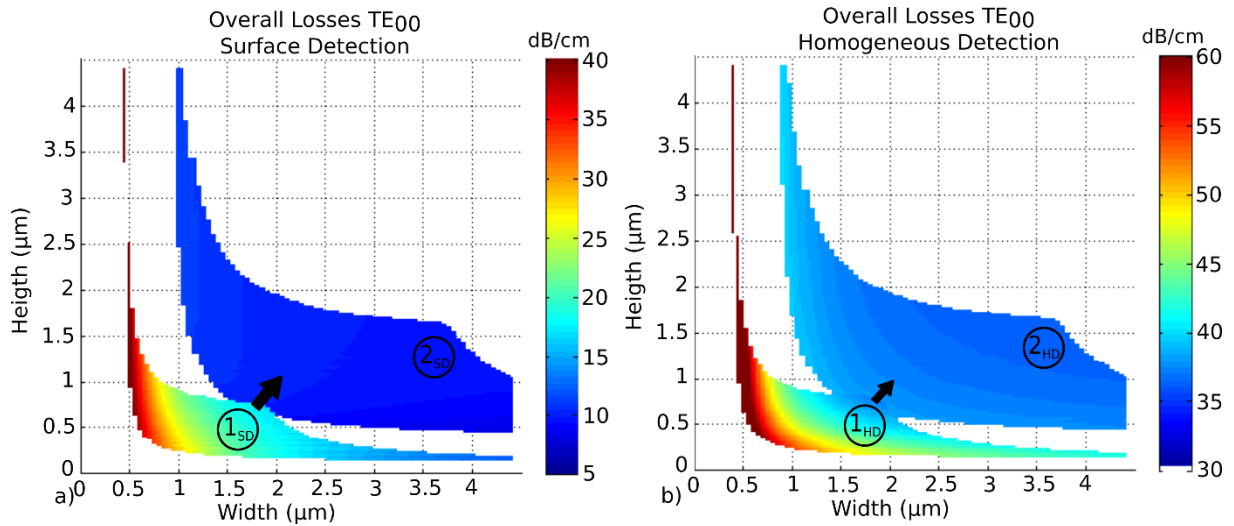 Overall Losses TE00
Surface Detection
dB/cm
4
3.5
3
2.5
2
1.5
1
0.5
0
Heigth (µm)
0 0.5 1 1.5 2 2.5 3 3.5 4
Width (µm)
a)
1SD
2SD
40
35
30
25
20
15
10
5
Overall Losses TE00
Homogeneous Detection
dB/cm
4
3.5
3
2.5
2
1.5
1
0.5
0
Heigth (µm)
0 0.5 1 1.5 2 2.5 3 3.5 4
Width (µm)
b)
1HD
2HD
60
55
50
45
40
35
30